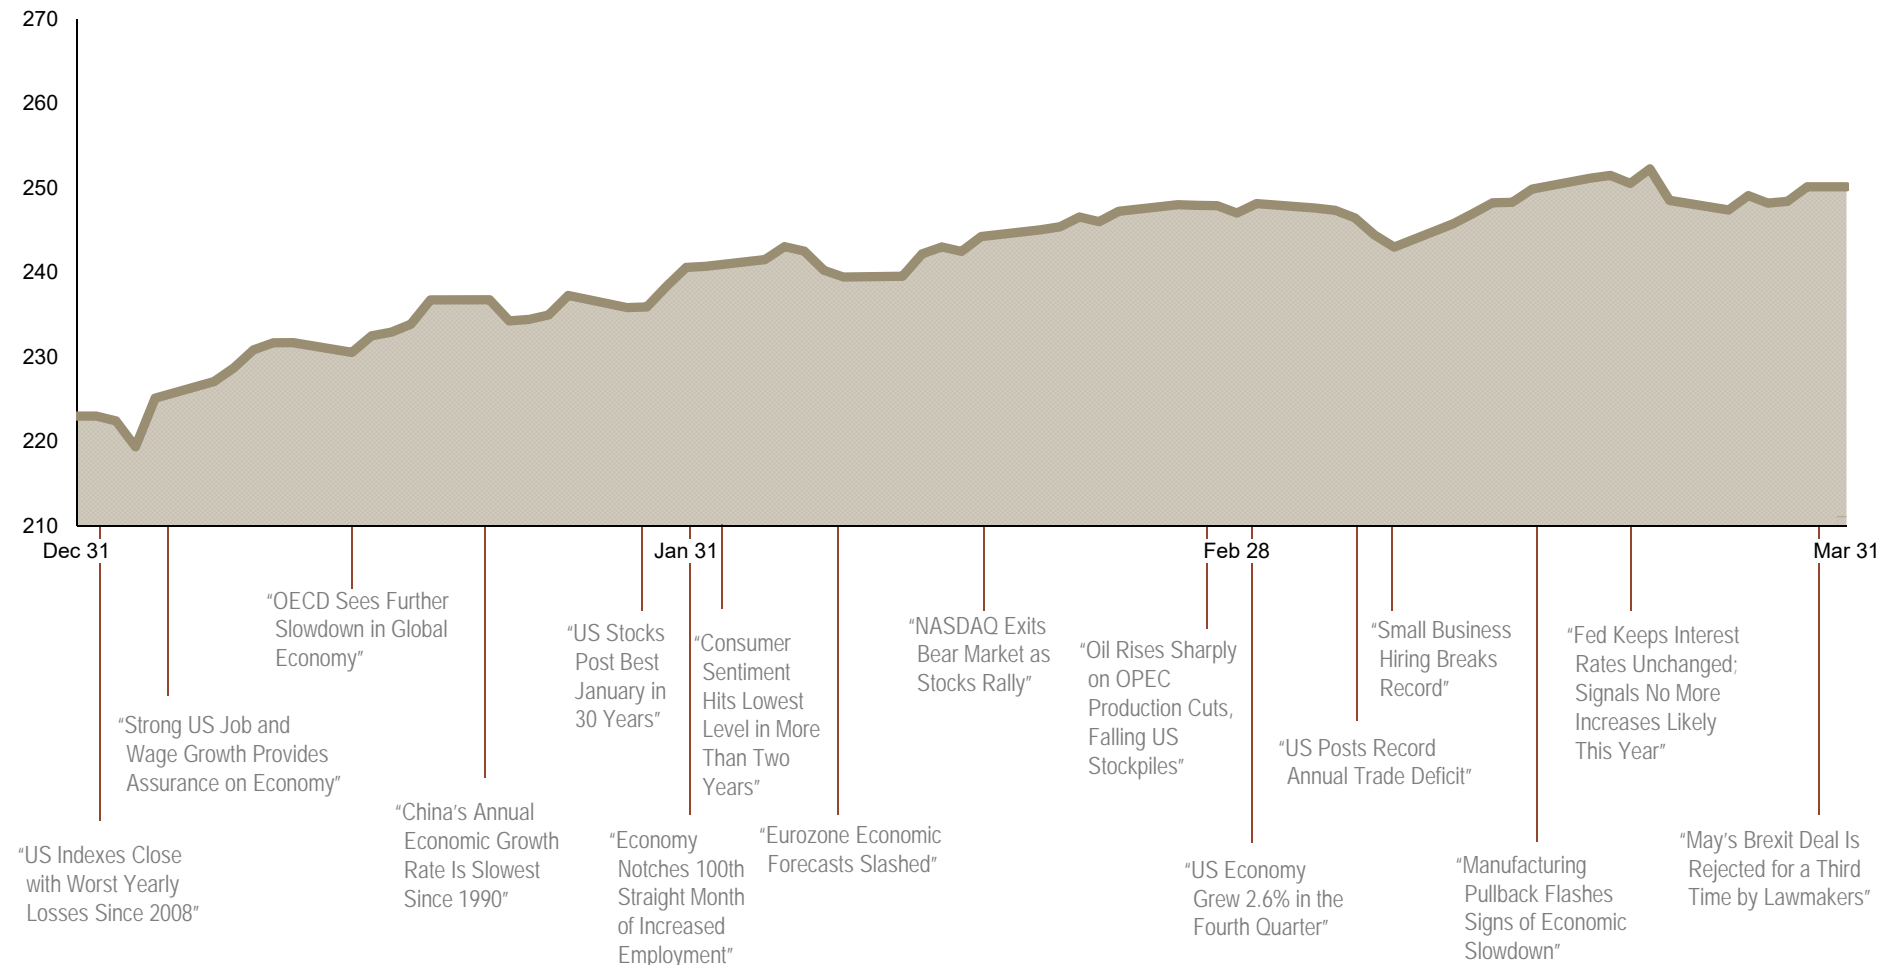 270
260
250
240
230
220
210
Dec 31
Jan 31
Feb 28
Mar 31
“US Indexes Close
with Worst Yearly
Losses Since 2008”
“Strong US Job and
Wage Growth Provides
Assurance on Economy”
“OECD Sees Further
Slowdown in Global
Economy”
“China’s Annual
Economic Growth
Rate Is Slowest
Since 1990”
“US Stocks
Post Best
January in
30 Years”
“Economy
Notches 100th
Straight Month
of Increased
Employment”
“Consumer
Sentiment
Hits Lowest
Level in More
Than Two
Years”
“Eurozone Economic
Forecasts Slashed”
“NASDAQ Exits
Bear Market as
Stocks Rally”
“Oil Rises Sharply
on OPEC
Production Cuts,
Falling US
Stockpiles”
“US Economy
Grew 2.6% in the
Fourth Quarter”
“US Posts Record
Annual Trade Deficit”
“Small Business
Hiring Breaks
Record”
“Manufacturing
Pullback Flashes
Signs of Economic
Slowdown”
“Fed Keeps Interest
Rates Unchanged;
Signals No More
Increases Likely
This Year”
“May’s Brexit Deal Is
Rejected for a Third
Time by Lawmakers”